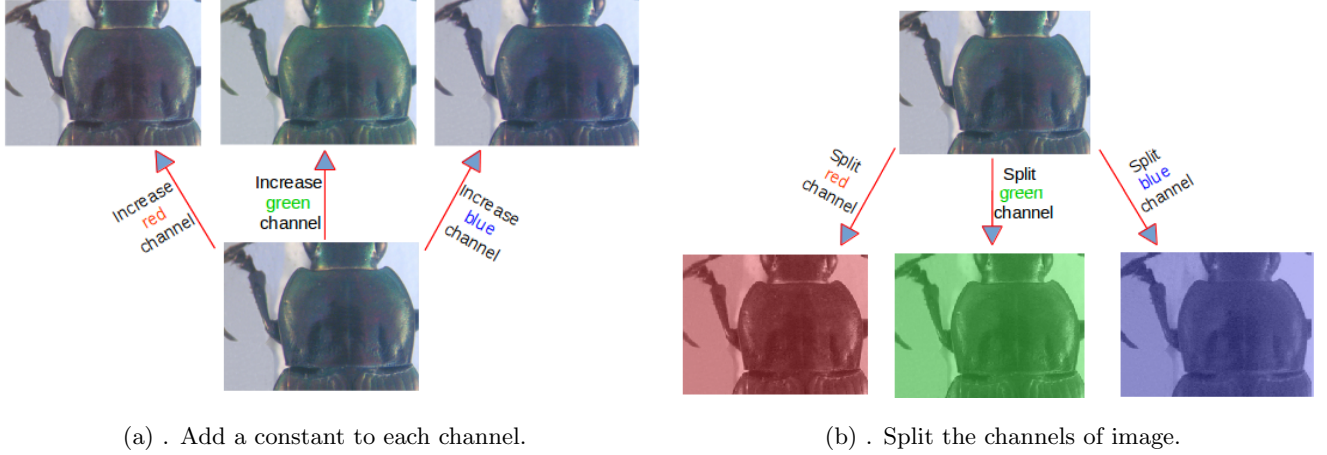 Increase
red
channel
Increase
green
channel
Increase
blue
channel
(a) . Add a constant to each channel.
Split
red
channel
Split
green
channel
Split
blue
channel
(b) . Split the channels of image.